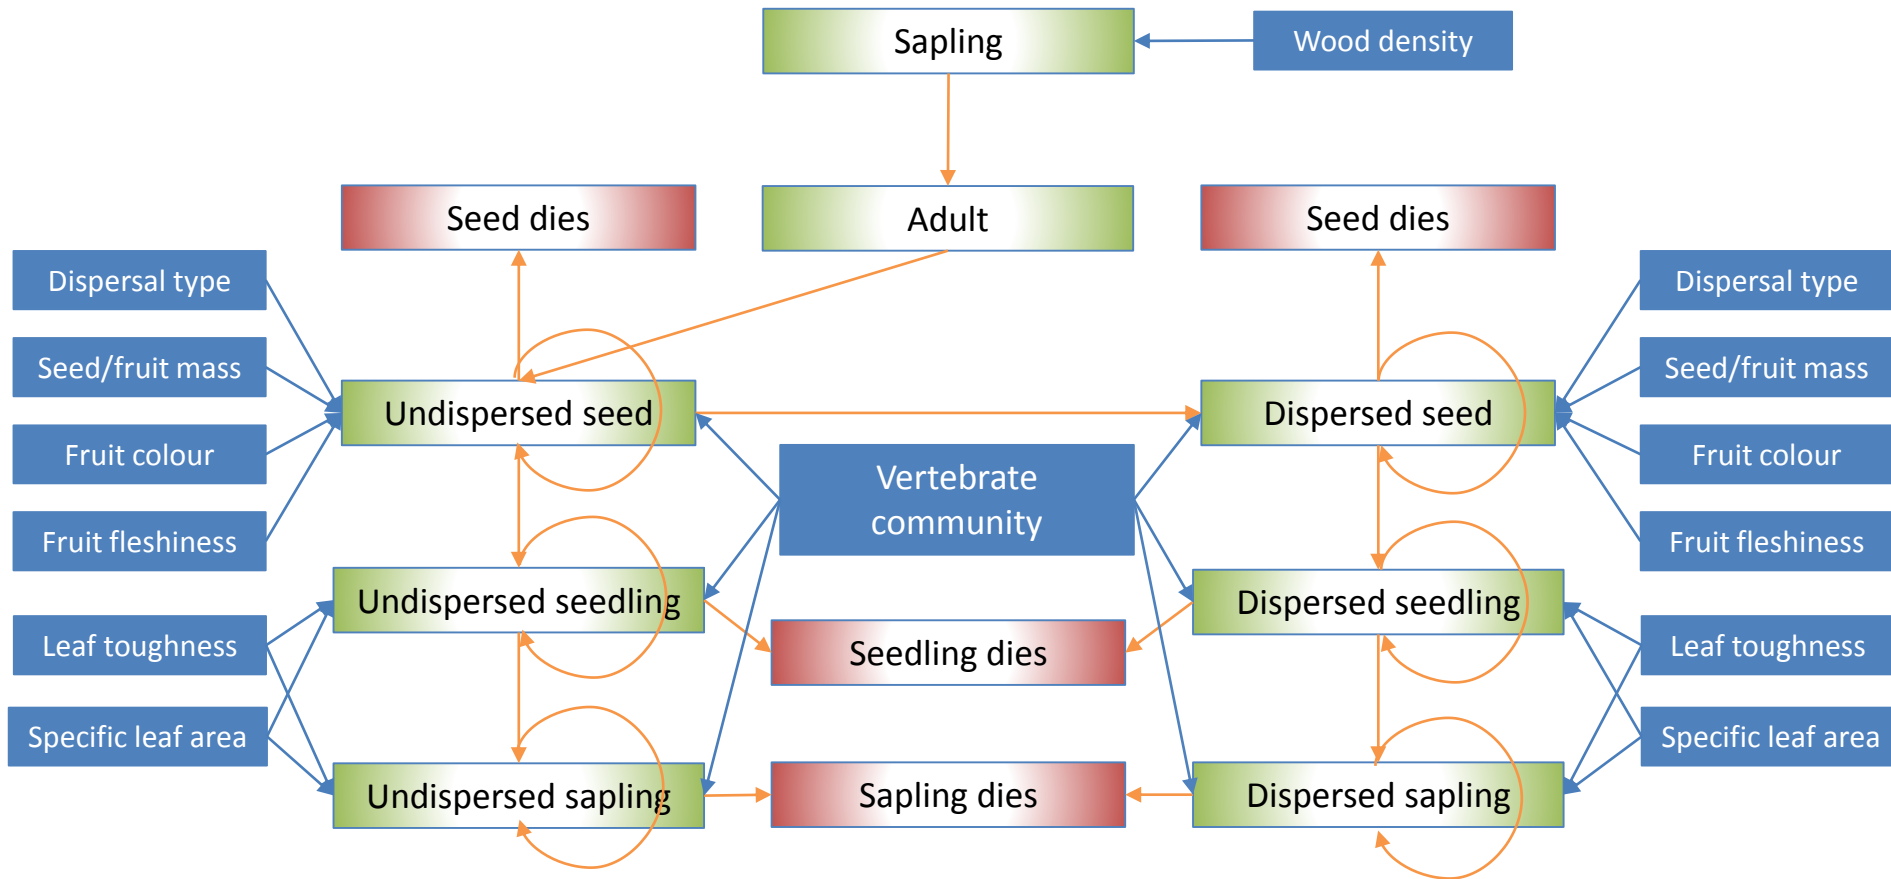 Sapling
Wood density
Seed dies
Adult
Seed dies
Dispersal type
Dispersal type
Seed/fruit mass
Seed/fruit mass
Undispersed seed
Dispersed seed
Fruit colour
Fruit colour
Vertebrate
community
Fruit fleshiness
Fruit fleshiness
Undispersed seedling
Dispersed seedling
Leaf toughness
Seedling dies
Leaf toughness
Specific leaf area
Specific leaf area
Undispersed sapling
Sapling dies
Dispersed sapling